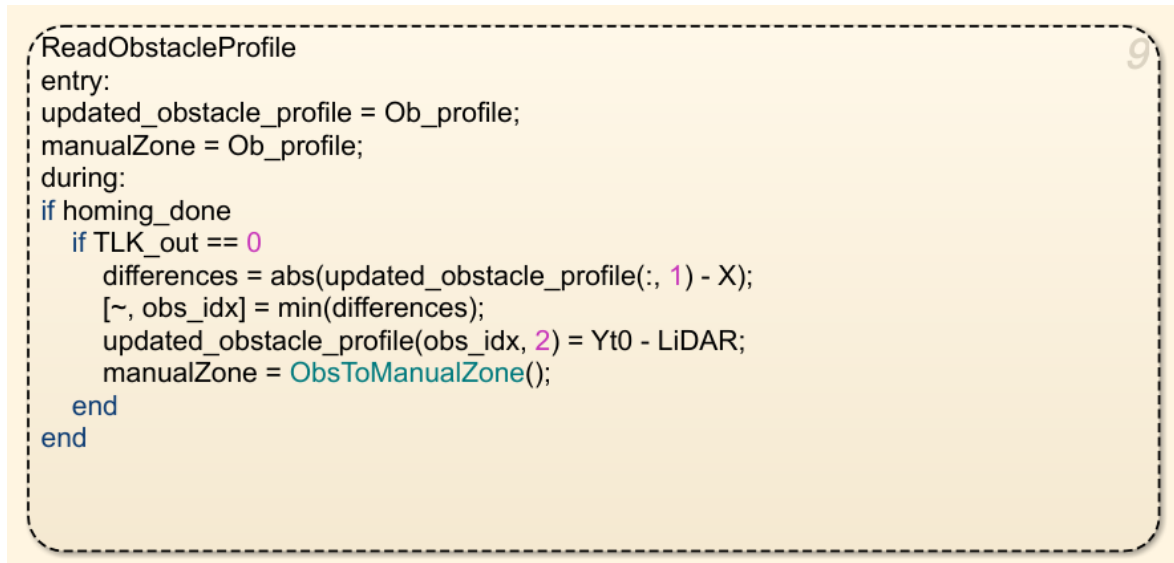 ReadObstacleProfile
9
entry:
updated_obstacle_profile = Ob_profile;
manualZone = Ob_profile;
during:
if homing_done
if TLK_out == 0
differences = abs(updated_obstacle_profile(:, 1) - X);
[~, obs_idx] = min(differences);
updated_obstacle_profile(obs_idx, 2) = Yt0 - LiDAR;
manualZone = ObsToManualZone();
end
end